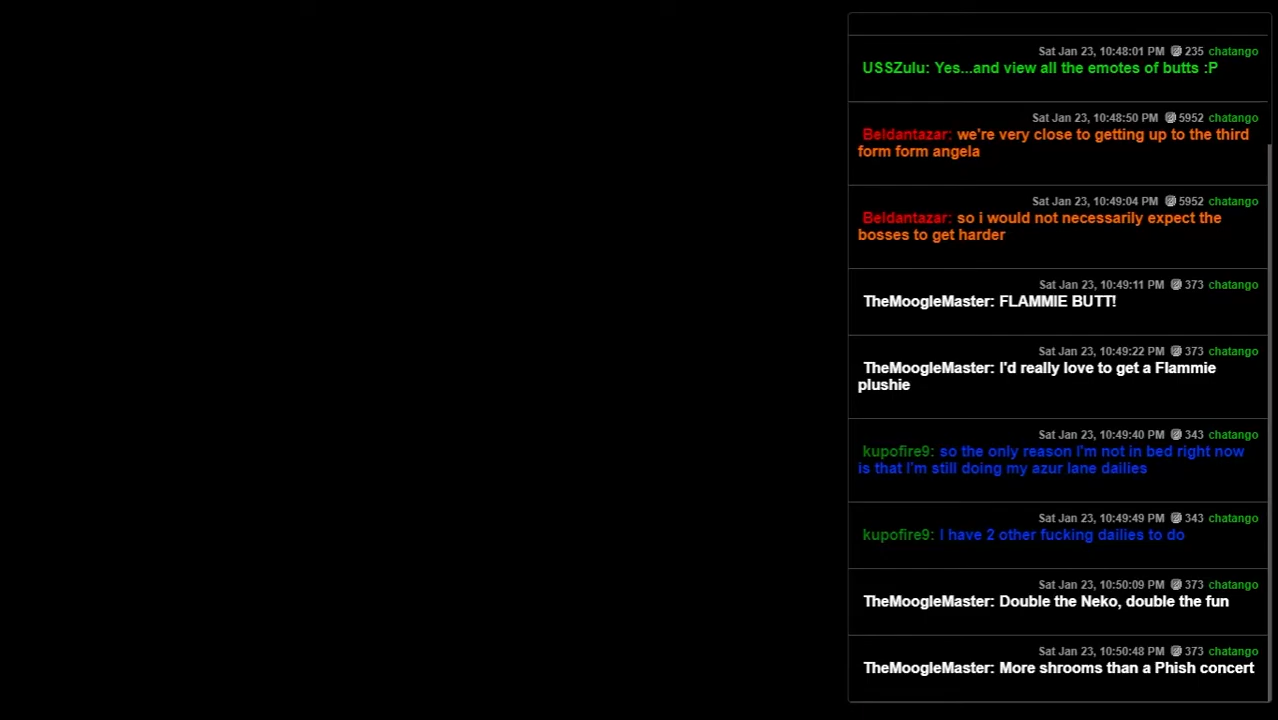 Sat Jan 23, 10:48:01 PM 235 chatango
USSZulu: Yes...and view all the emotes of butts :P
Sat Jan 23, 10:48:50 PM 5952 chatango
Beldantazar: we're very close to getting up to the third
form form angela
Sat Jan 23, 10:49:04 PM 5952 chatango
Beldantazar: so i would not necessarily expect the
bosses to get harder
Sat Jan 23, 10:49:11 PM 373 chatango
TheMoogleMaster: FLAMMIE BUTT!
Sat Jan 23, 10:49:22 PM 373 chatango
TheMoogleMaster: I'd really love to get a Flammie
plushie
Sat Jan 23, 10:49:40 PM 343 chatango
kupofire9: so the only reason I'm not in bed right now
is that I'm still doing my azur lane dailies
Sat Jan 23, 10:49:49 PM 343 chatango
kupofire9: I have 2 other fucking dailies to do
Sat Jan 23, 10:50:09 PM 373 chatango
TheMoogleMaster: Double the Neko, double the fun
Sat Jan 23, 10:50:48 PM 373 chatango
TheMoogleMaster: More shrooms than a Phish concert